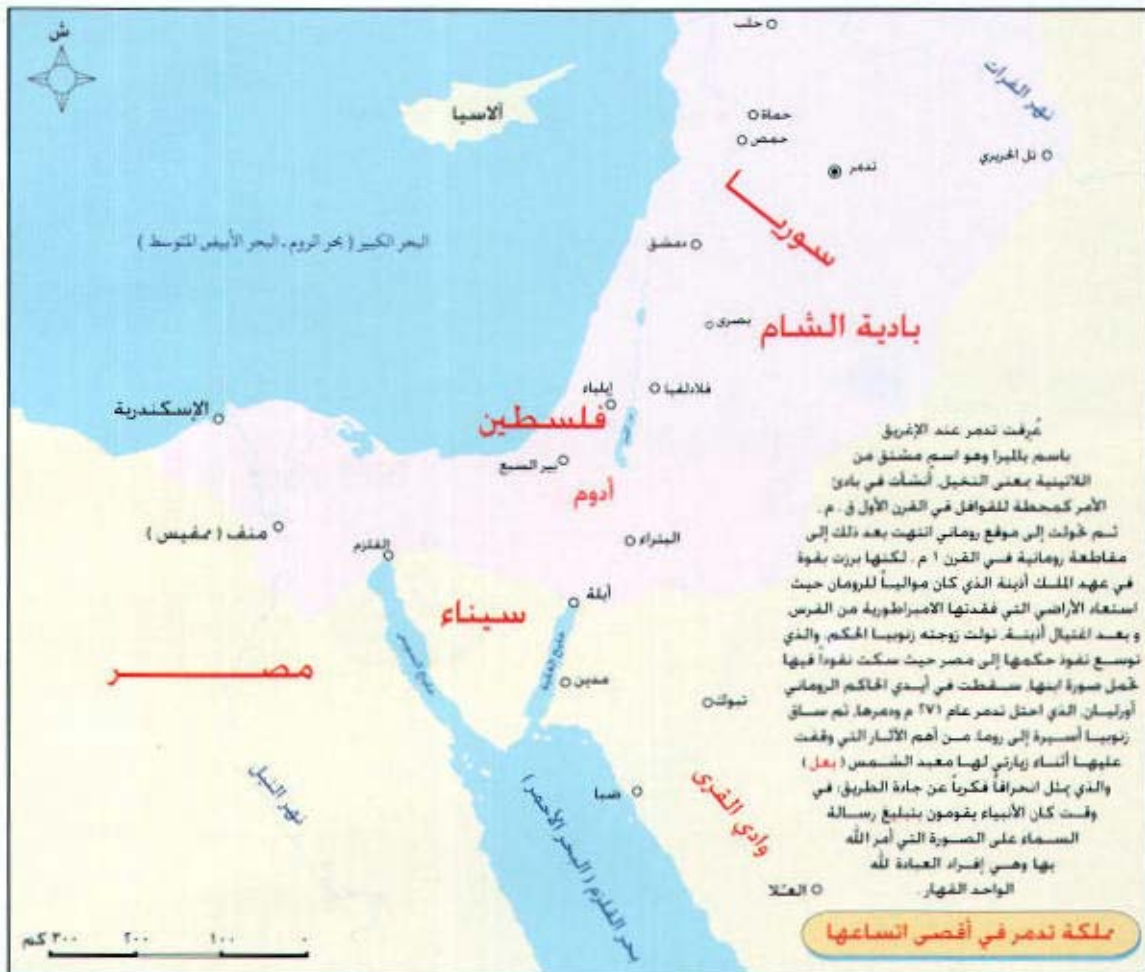 ش
حلب
نهر الفرات
آلاسيا
حماة
حمص
تدمر
تل الحريري
سوريا
البحر الكبير ( بحر الروم ـ البحر الأبيض المتوسط )
دمشق
بصرى
بادية الشام
فلادلفيا
إيلياء
فلسطين
الإسكندرية
بير السبع
أدوم
منف ( ممفيس )
القلزم
البتراء
أيلة
سيناء
خليج السويس
خليج العقبة
مصر
مدين
تبوك
نهر النيل
ضبا
وادي القرى
بحر القلزم ( البحر الأحمر )
العـُلا
عُرفت تدمر عند الإغريق
باسم بالميرا وهو اسم مشتق من
اللاتينية بمعنى النخيل. أُنشأت في بادئ
الأمر كمحطة للقوافل في القرن الأول ق . م .
ثم تحولت إلى موقع روماني انتهت بعد ذلك إلى
مقاطعة رومانية في القرن ١ م . لكنها برزت بقوة
في عهد الملك أذينة الذي كان موالياً للرومان حيث
استعاد الأراضي التي فقدتها الامبراطورية من الفرس
و بعد اغتيال أذينة، تولت زوجته زنوبيا الحكم. والذي
توسع نفوذ حكمها إلى مصر حيث سكت نقوداً فيها
تحمل صورة ابنها. سقطت في أيدي الحاكم الروماني
أورليان. الذي احتل تدمر عام ٢٧١ م ودمرها. ثم ساق
زنوبيا أسيرة إلى روما. من أهم الآثار التي وقفت
عليها أثناء زيارتي لها معبد الشمس ( بعل )
والذي يمثل انحرافاً فكرياً عن جادة الطريق: في
وقت كان الأنبياء يقومون بتبليغ رسالة
السماء على الصورة التي أمر الله
بها وهي إفراد العبادة لله
الواحد القهار .
مملكة تدمر في أقصى اتساعها
٠ ١٠٠ ٢٠٠ ٣٠٠ كم